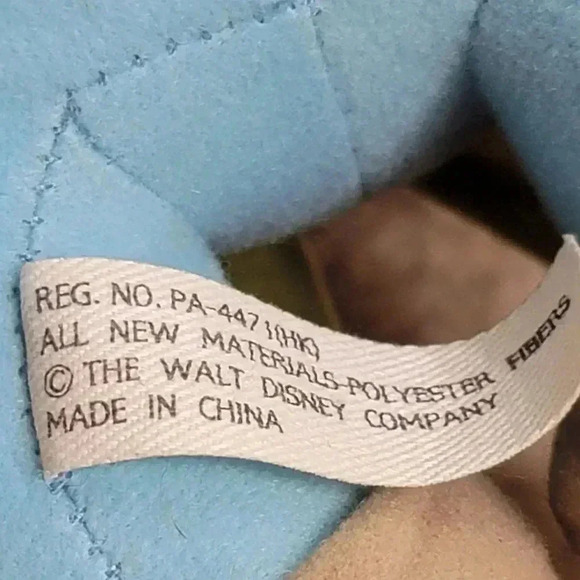 REG. NO. PA-4471(HK)
ALL NEW MATERIALS-POLYESTER FIBERS
© THE WALT DISNEY COMPANY
MADE IN CHINA